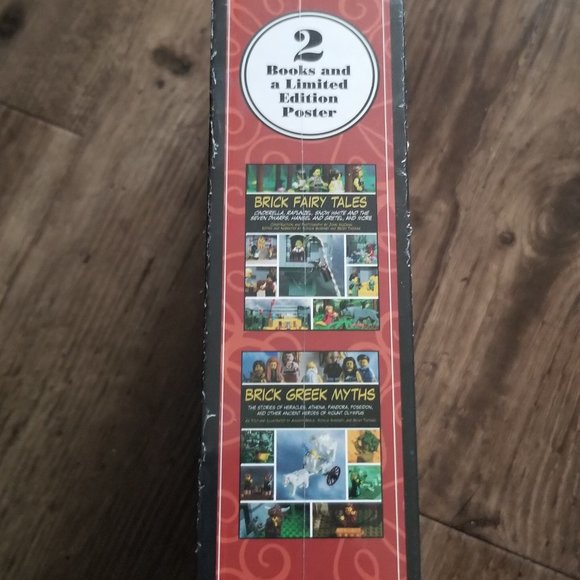 2
Books and
a Limited
Edition
Poster
BRICK FAIRY TALES
CINDERELLA, RAPUNZEL, SNOW WHITE AND THE
SEVEN DWARFS, HANSEL AND GRETEL, AND MORE
BRICK GREEK MYTHS
THE STORIES OF HERACLES, ATHENA, PANDORA, POSEIDON,
AND OTHER ANCIENT HEROES OF MOUNT OLYMPUS